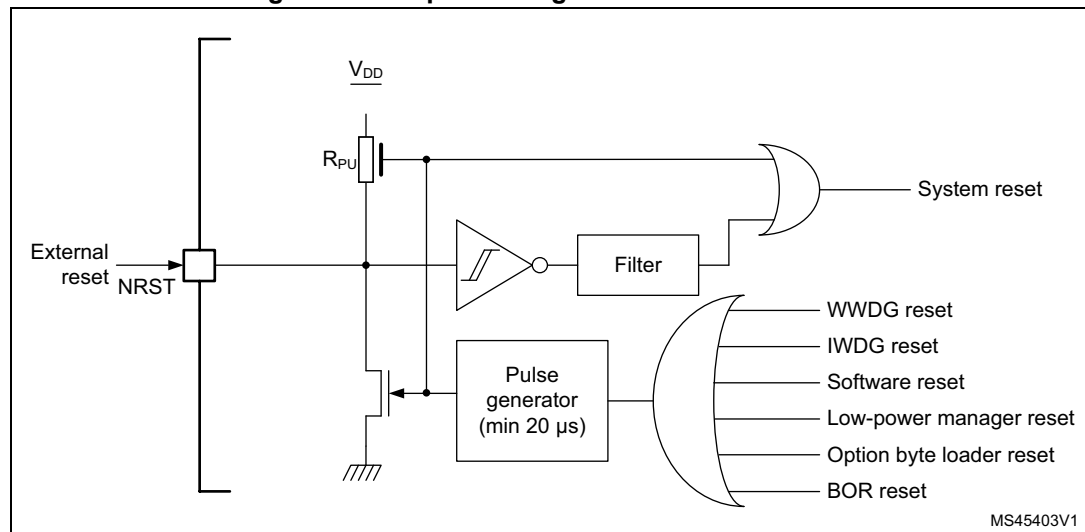 V_DD
R_PU
External
reset
NRST
Filter
System reset
Pulse
generator
(min 20 µs)
WWDG reset
IWDG reset
Software reset
Low-power manager reset
Option byte loader reset
BOR reset
MS45403V1